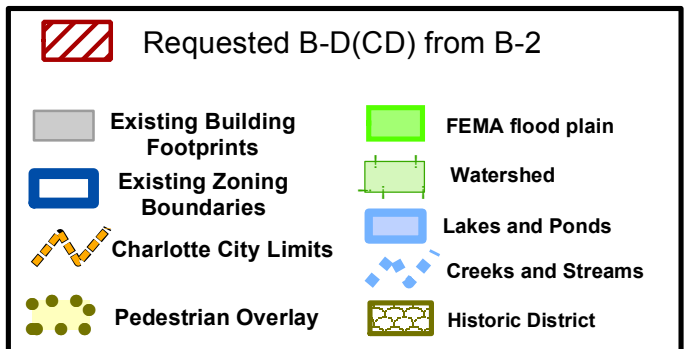 Requested B-D(CD) from B-2
Existing Building
Footprints
Existing Zoning
Boundaries
Charlotte City Limits
Pedestrian Overlay
FEMA flood plain
Watershed
Lakes and Ponds
Creeks and Streams
Historic District